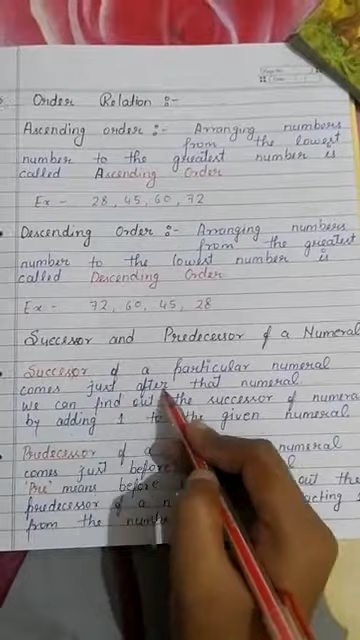 Order Relation :-
Ascending order :- Arranging numbers
from the lowest
number to the greatest number is
called Ascending Order
Ex - 28, 45, 60, 72
Descending Order :- Arranging numbers
from the greatest
number to the lowest number is
called Descending Order
Ex - 72, 60, 45, 28
Successor and Predecessor of a Numeral
Successor of a particular numeral
comes just after that numeral
We can find out the successor of numera
by adding 1 to the given numeral
Predecessor of a numeral
comes just before
'Pre' means before out the
predecessor of a
from the